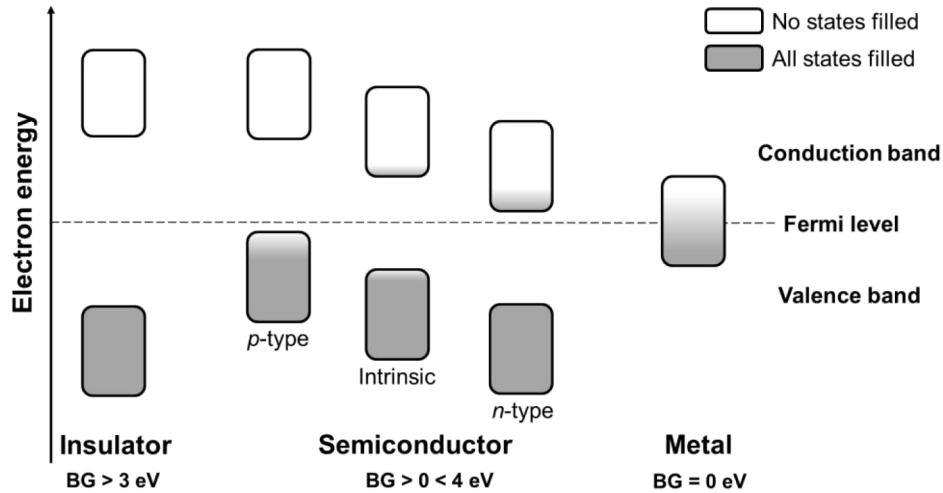 No states filled
All states filled
Electron energy
Conduction band
Fermi level
Valence band
p-type
Intrinsic
n-type
Insulator
BG > 3 eV
Semiconductor
BG > 0 < 4 eV
Metal
BG = 0 eV